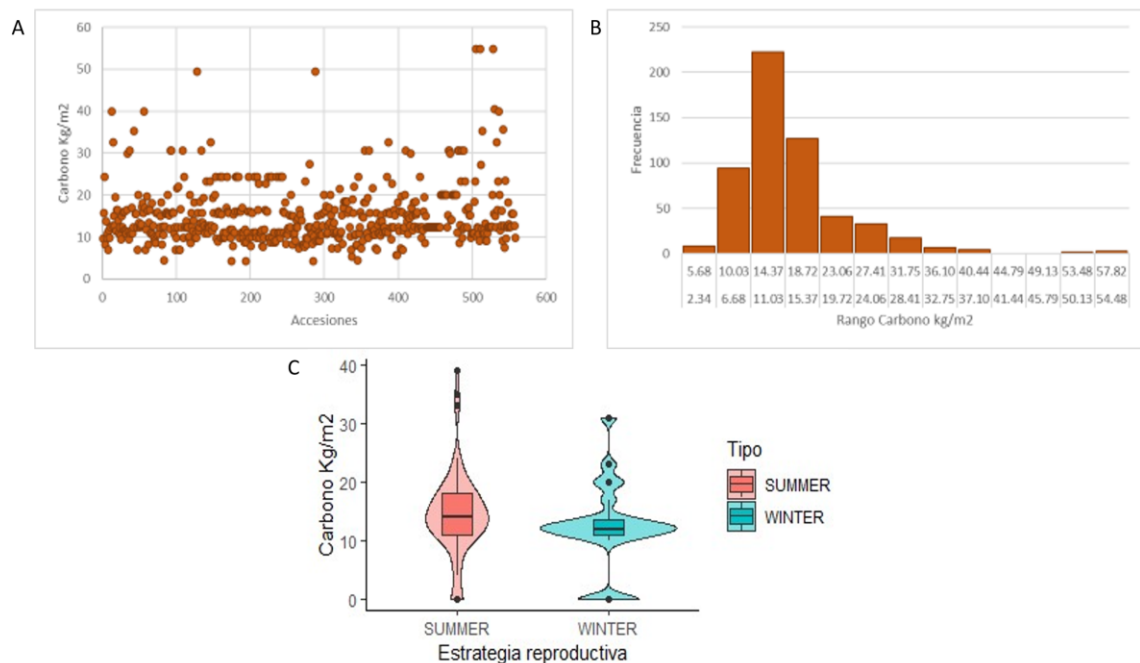 A
Carbono Kg/m2
60
50
40
30
20
10
0
0 100 200 300 400 500 600
Accesiones
B
Frecuencia
250
200
150
100
50
0
5.68 10.03 14.37 18.72 23.06 27.41 31.75 36.10 40.44 44.79 49.13 53.48 57.82
2.34 6.68 11.03 15.37 19.72 24.06 28.41 32.75 37.10 41.44 45.79 50.13 54.48
Rango Carbono kg/m2
C
Carbono Kg/m2
40
30
20
10
0
SUMMER WINTER
Estrategia reproductiva
Tipo
SUMMER
WINTER